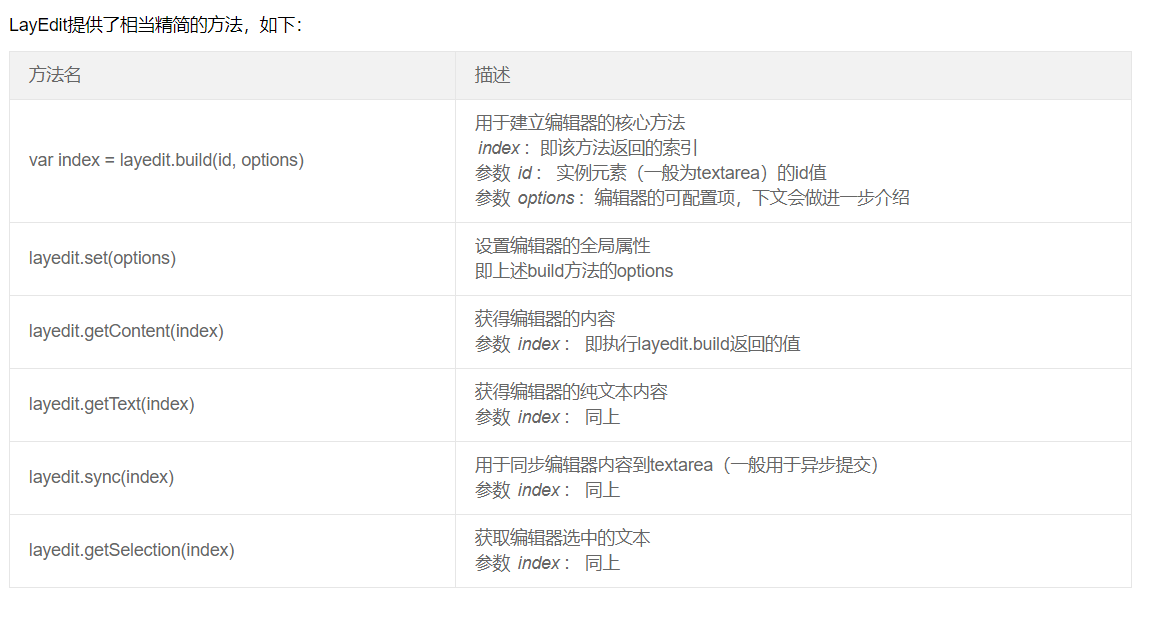 LayEdit提供了相当精简的方法，如下：
方法名 描述
var index = layedit.build(id, options)
用于建立编辑器的核心方法
index： 即该方法返回的索引
参数 id： 实例元素（一般为textarea）的id值
参数 options：编辑器的可配置项，下文会做进一步介绍
layedit.set(options)
设置编辑器的全局属性
即上述build方法的options
layedit.getContent(index)
获得编辑器的内容
参数 index： 即执行layedit.build返回的值
layedit.getText(index)
获得编辑器的纯文本内容
参数 index： 同上
layedit.sync(index)
用于同步编辑器内容到textarea（一般用于异步提交）
参数 index： 同上
layedit.getSelection(index)
获取编辑器选中的文本
参数 index： 同上